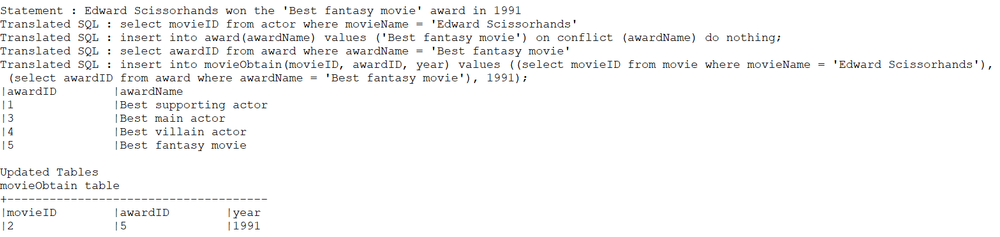 Statement : Edward Scissorhands won the 'Best fantasy movie' award in 1991
Translated SQL : select movieID from actor where movieName = 'Edward Scissorhands'
Translated SQL : insert into award(awardName) values ('Best fantasy movie') on conflict (awardName) do nothing;
Translated SQL : select awardID from award where awardName = 'Best fantasy movie'
Translated SQL : insert into movieObtain(movieID, awardID, year) values ((select movieID from movie where movieName = 'Edward Scissorhands'),
 (select awardID from award where awardName = 'Best fantasy movie'), 1991);
|awardID        |awardName
|1              |Best supporting actor
|3              |Best main actor
|4              |Best villain actor
|5              |Best fantasy movie
Updated Tables
movieObtain table
+-------------------------------------
|movieID        |awardID        |year
|2              |5              |1991